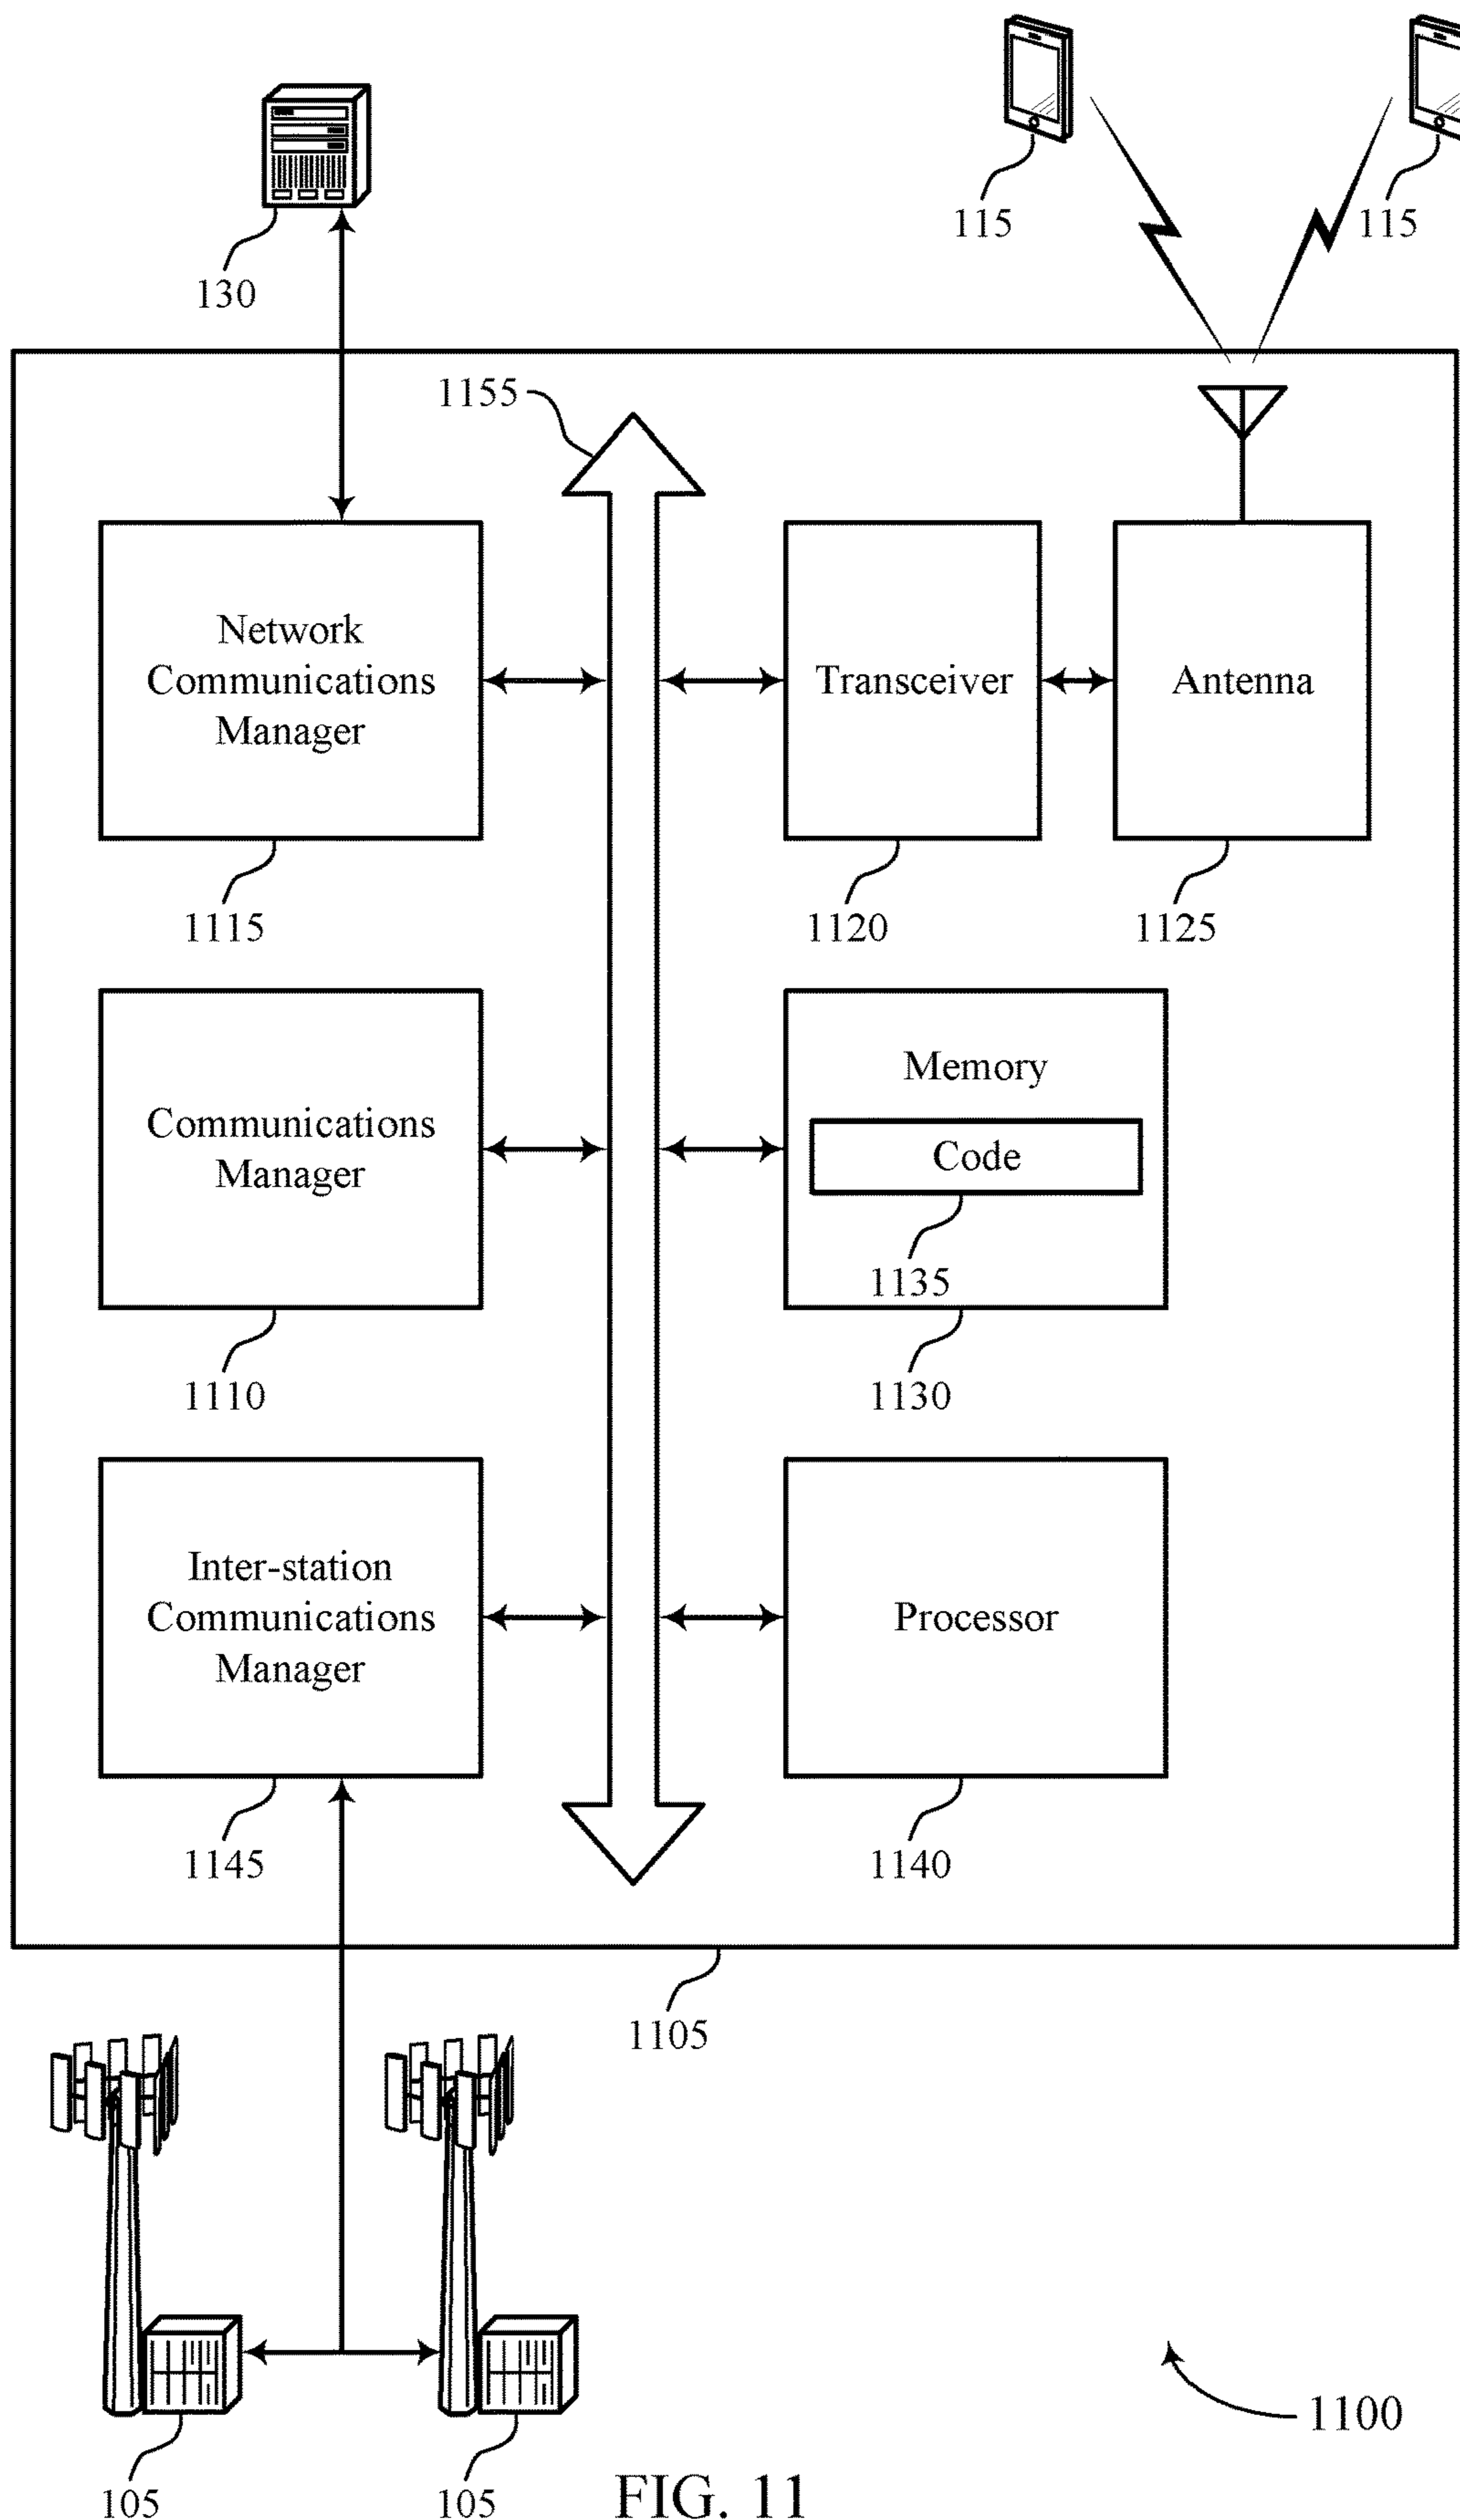 115
115
130
1155
Network
Communications
Manager
Transceiver
Antenna
1115
1120
1125
Communications
Manager
Memory
Code
1135
1110
1130
Inter-station
Communications
Manager
Processor
1145
1140
1105
1100
105
105
FIG. 11